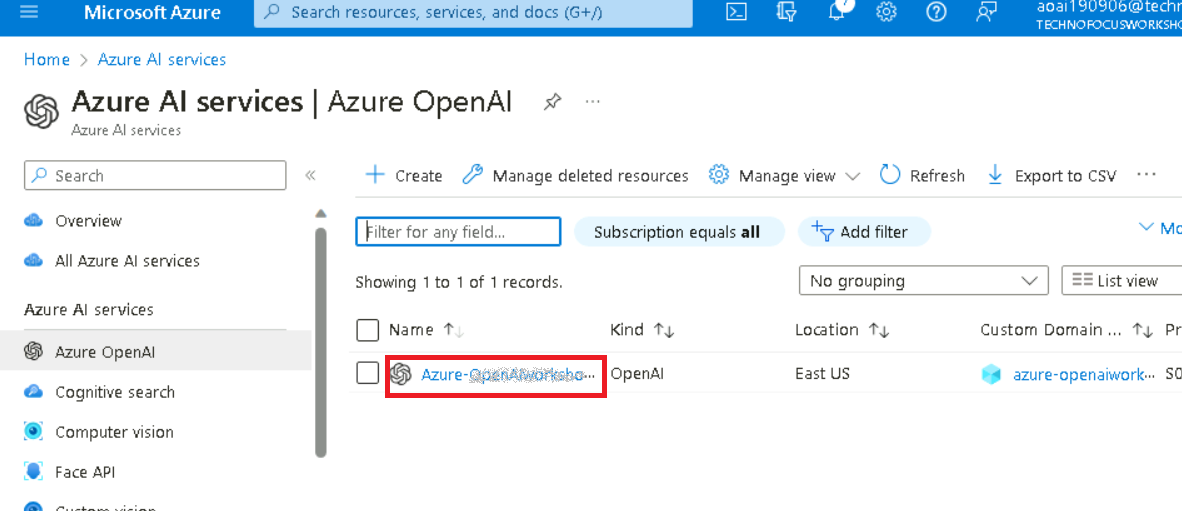 Microsoft Azure
Search resources, services, and docs (G+/)
aoai190906@techn
TECHNOFOCUSWORKSHO
Home > Azure AI services
Azure AI services | Azure OpenAI
Azure AI services
Search
Overview
All Azure AI services
Azure AI services
Azure OpenAI
Cognitive search
Computer vision
Face API
Custom vision
Create Manage deleted resources Manage view Refresh Export to CSV
Filter for any field... Subscription equals all Add filter Mo
Showing 1 to 1 of 1 records. No grouping List view
Name Kind Location Custom Domain ... Pr
Azure-OpenAIworksho... OpenAI East US azure-openaiwork... S0